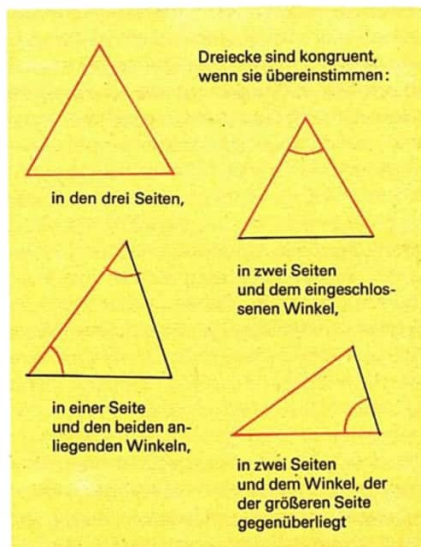 Dreiecke sind kongruent,
wenn sie übereinstimmen:
in den drei Seiten,
in zwei Seiten
und dem eingeschlos-
senen Winkel,
in einer Seite
und den beiden an-
liegenden Winkeln,
in zwei Seiten
und dem Winkel, der
der größeren Seite
gegenüberliegt